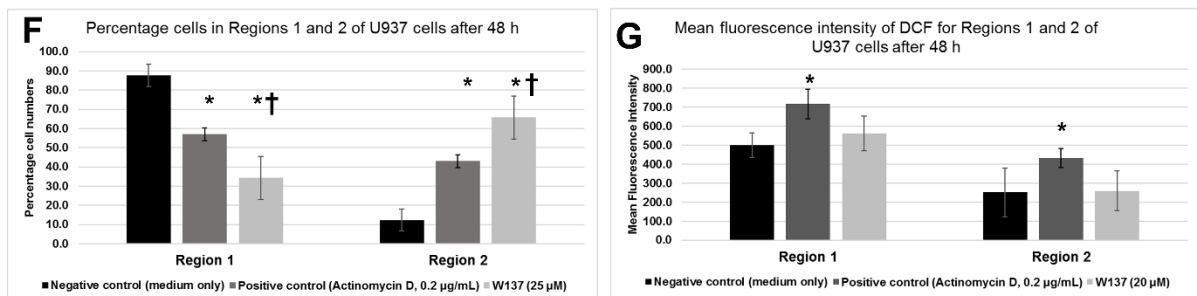 F
Percentage cells in Regions 1 and 2 of U937 cells after 48 h
Percentage cell numbers
100.0
90.0
80.0
70.0
60.0
50.0
40.0
30.0
20.0
10.0
0.0
*
*†
*
*†
Region 1
Region 2
■Negative control (medium only) ■Positive control (Actinomycin D, 0.2 µg/mL) ■W137 (25 µM)
G
Mean fluorescence intensity of DCF for Regions 1 and 2 of
U937 cells after 48 h
Mean Fluorescence Intensity
900.0
800.0
700.0
600.0
500.0
400.0
300.0
200.0
100.0
0.0
*
*
Region 1
Region 2
■Negative control (medium only) ■Positive control (Actinomycin D, 0.2 µg/mL) ■W137 (20 µM)